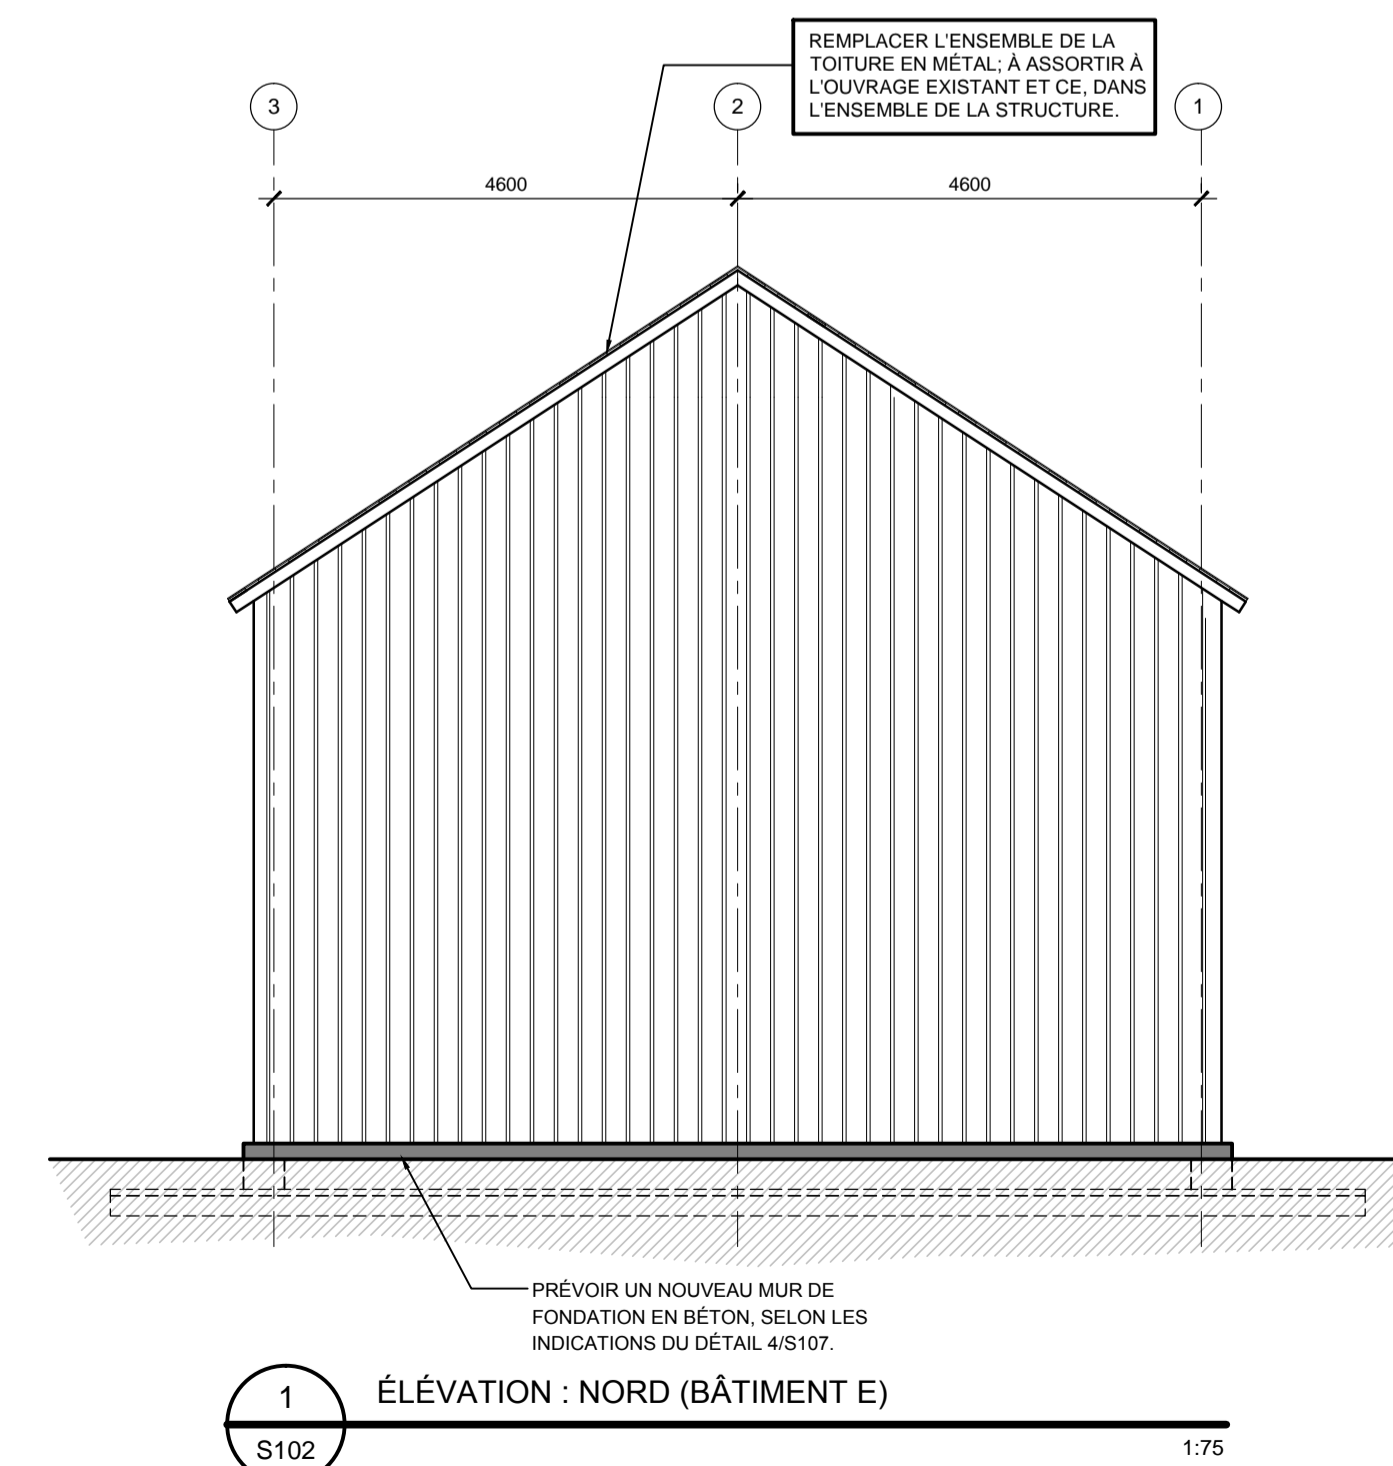 REMPLACER L'ENSEMBLE DE LA
TOITURE EN MÉTAL; À ASSORTIR À
L'OUVRAGE EXISTANT ET CE, DANS
L'ENSEMBLE DE LA STRUCTURE.
3
2
1
4600
4600
PRÉVOIR UN NOUVEAU MUR DE
FONDATION EN BÉTON, SELON LES
INDICATIONS DU DÉTAIL 4/S107.
1
ÉLÉVATION : NORD (BÂTIMENT E)
S102
1:75